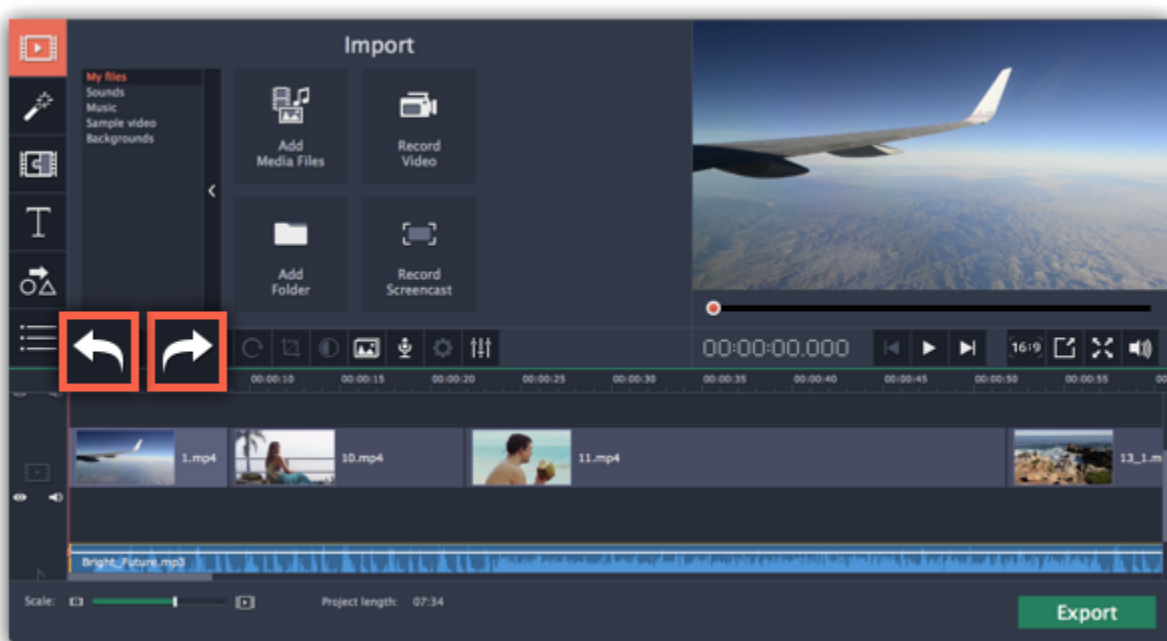 Import
My files
Sounds
Music
Sample video
Backgrounds
Add
Media Files
Record
Video
Add
Folder
Record
Screencast
T
00:00:00.000
16:9
00:00:10
00:00:15
00:00:20
00:00:25
00:00:30
00:00:35
00:00:40
00:00:45
00:00:50
00:00:55
00
1.mp4
10.mp4
11.mp4
13_1.m
Bright_Future.mp3
Scale:
Project length: 07:34
Export